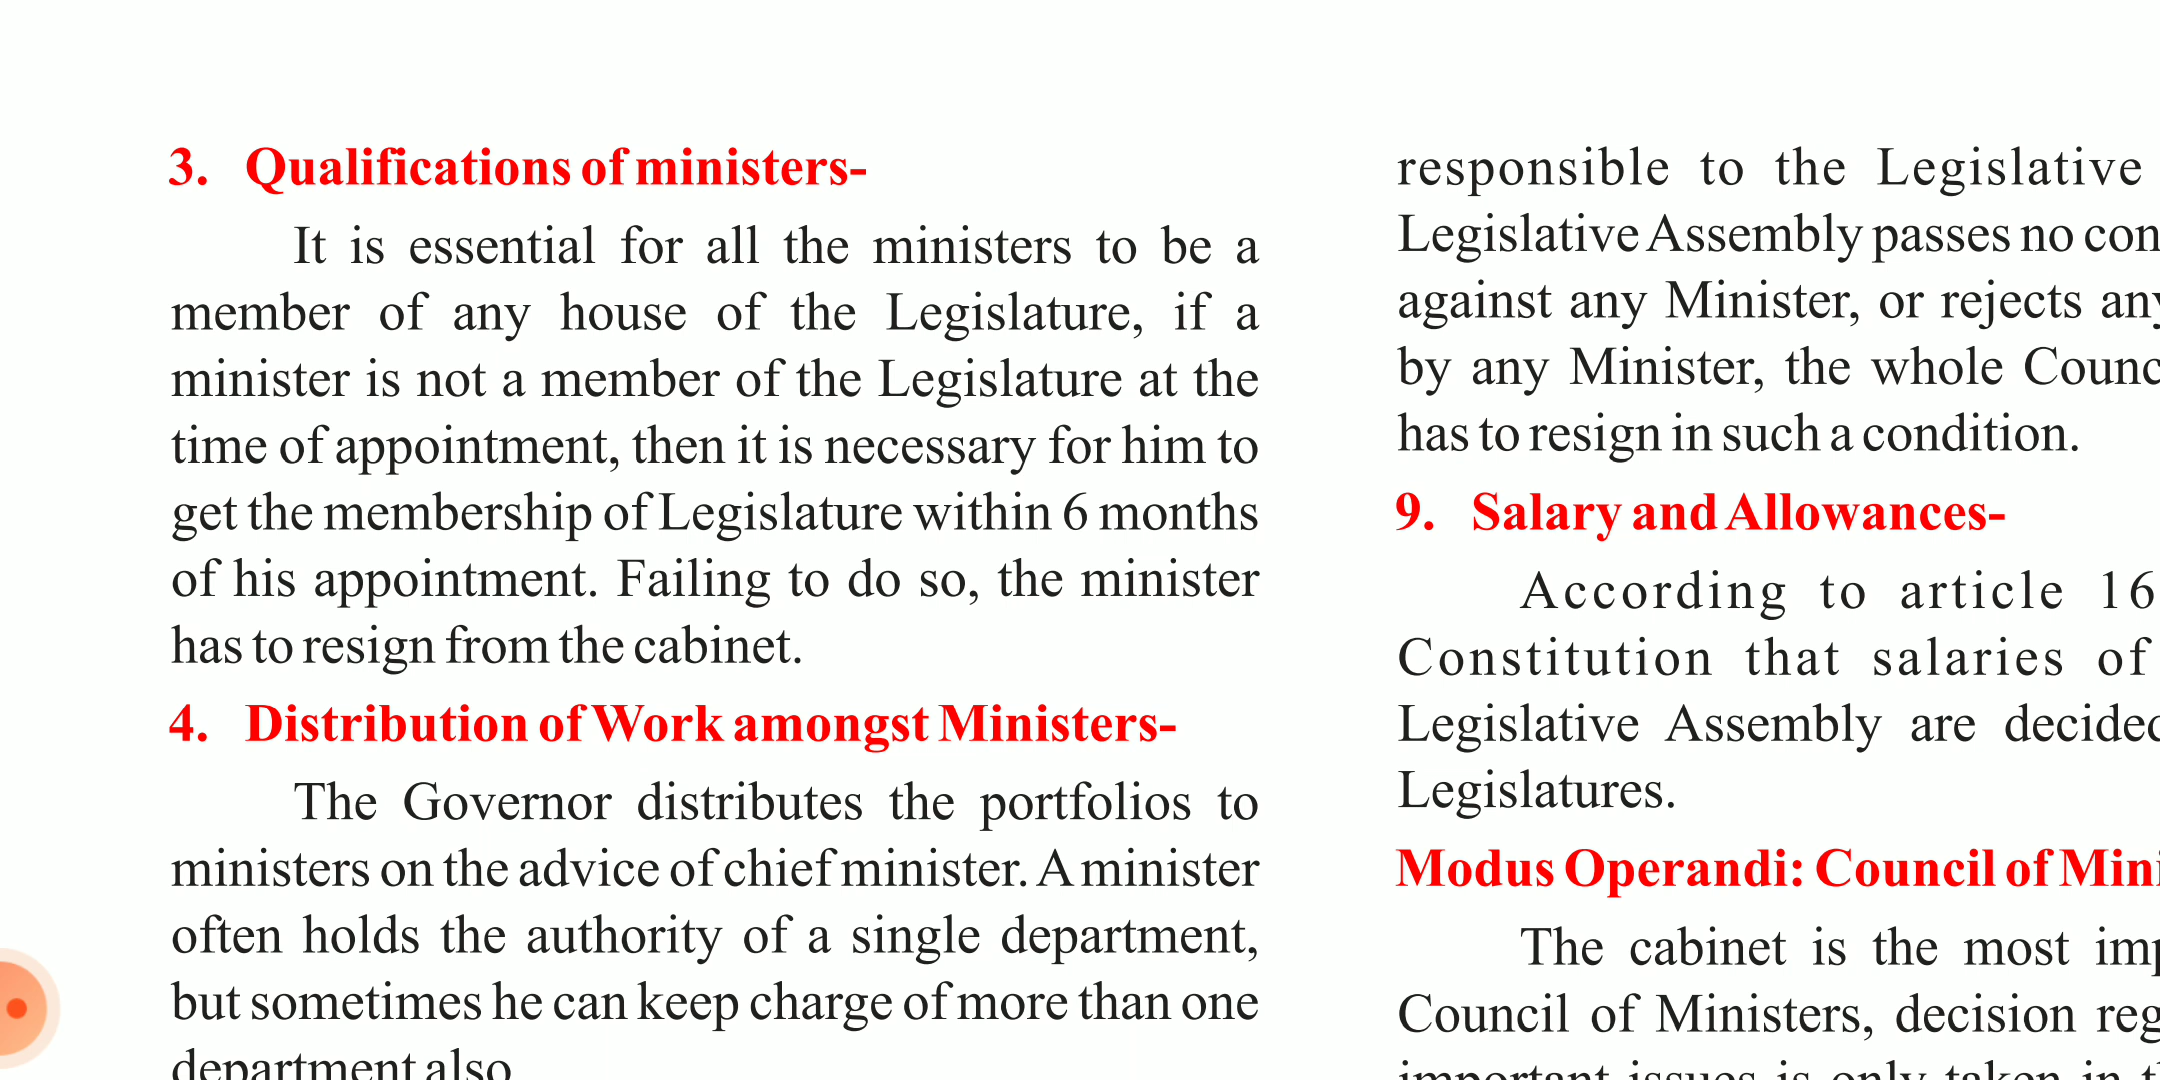 3. Qualifications of ministers-
It is essential for all the ministers to be a
member of any house of the Legislature, if a
minister is not a member of the Legislature at the
time of appointment, then it is necessary for him to
get the membership of Legislature within 6 months
of his appointment. Failing to do so, the minister
has to resign from the cabinet.
4. Distribution of Work amongst Ministers-
The Governor distributes the portfolios to
ministers on the advice of chief minister. A minister
often holds the authority of a single department,
but sometimes he can keep charge of more than one
department also
responsible to the Legislative
Legislative Assembly passes no
against any Minister, or rejects
by any Minister, the whole
has to resign in such a condition.
9. Salary and Allowances-
According to article
Constitution that salaries of
Legislative Assembly are
Legislatures.
Modus Operandi: Council of
The cabinet is the most
Council of Ministers, decision
important issues is only taken in